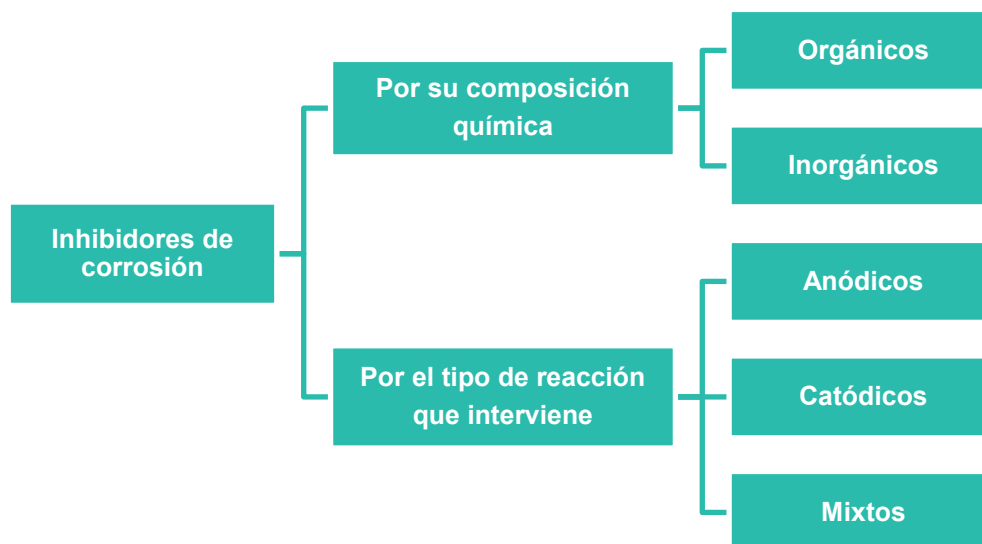 Inhibidores de
corrosión
Por su composición
química
Orgánicos
Inorgánicos
Por el tipo de reacción
que interviene
Anódicos
Catódicos
Mixtos